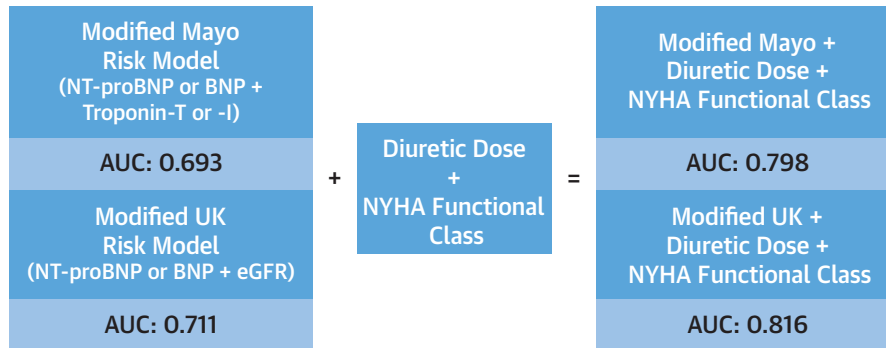 Modified Mayo
Risk Model
(NT-proBNP or BNP +
Troponin-T or -I)
AUC: 0.693
Modified UK
Risk Model
(NT-proBNP or BNP + eGFR)
AUC: 0.711
+
Diuretic Dose
+
NYHA Functional
Class
=
Modified Mayo +
Diuretic Dose +
NYHA Functional Class
AUC: 0.798
Modified UK +
Diuretic Dose +
NYHA Functional Class
AUC: 0.816